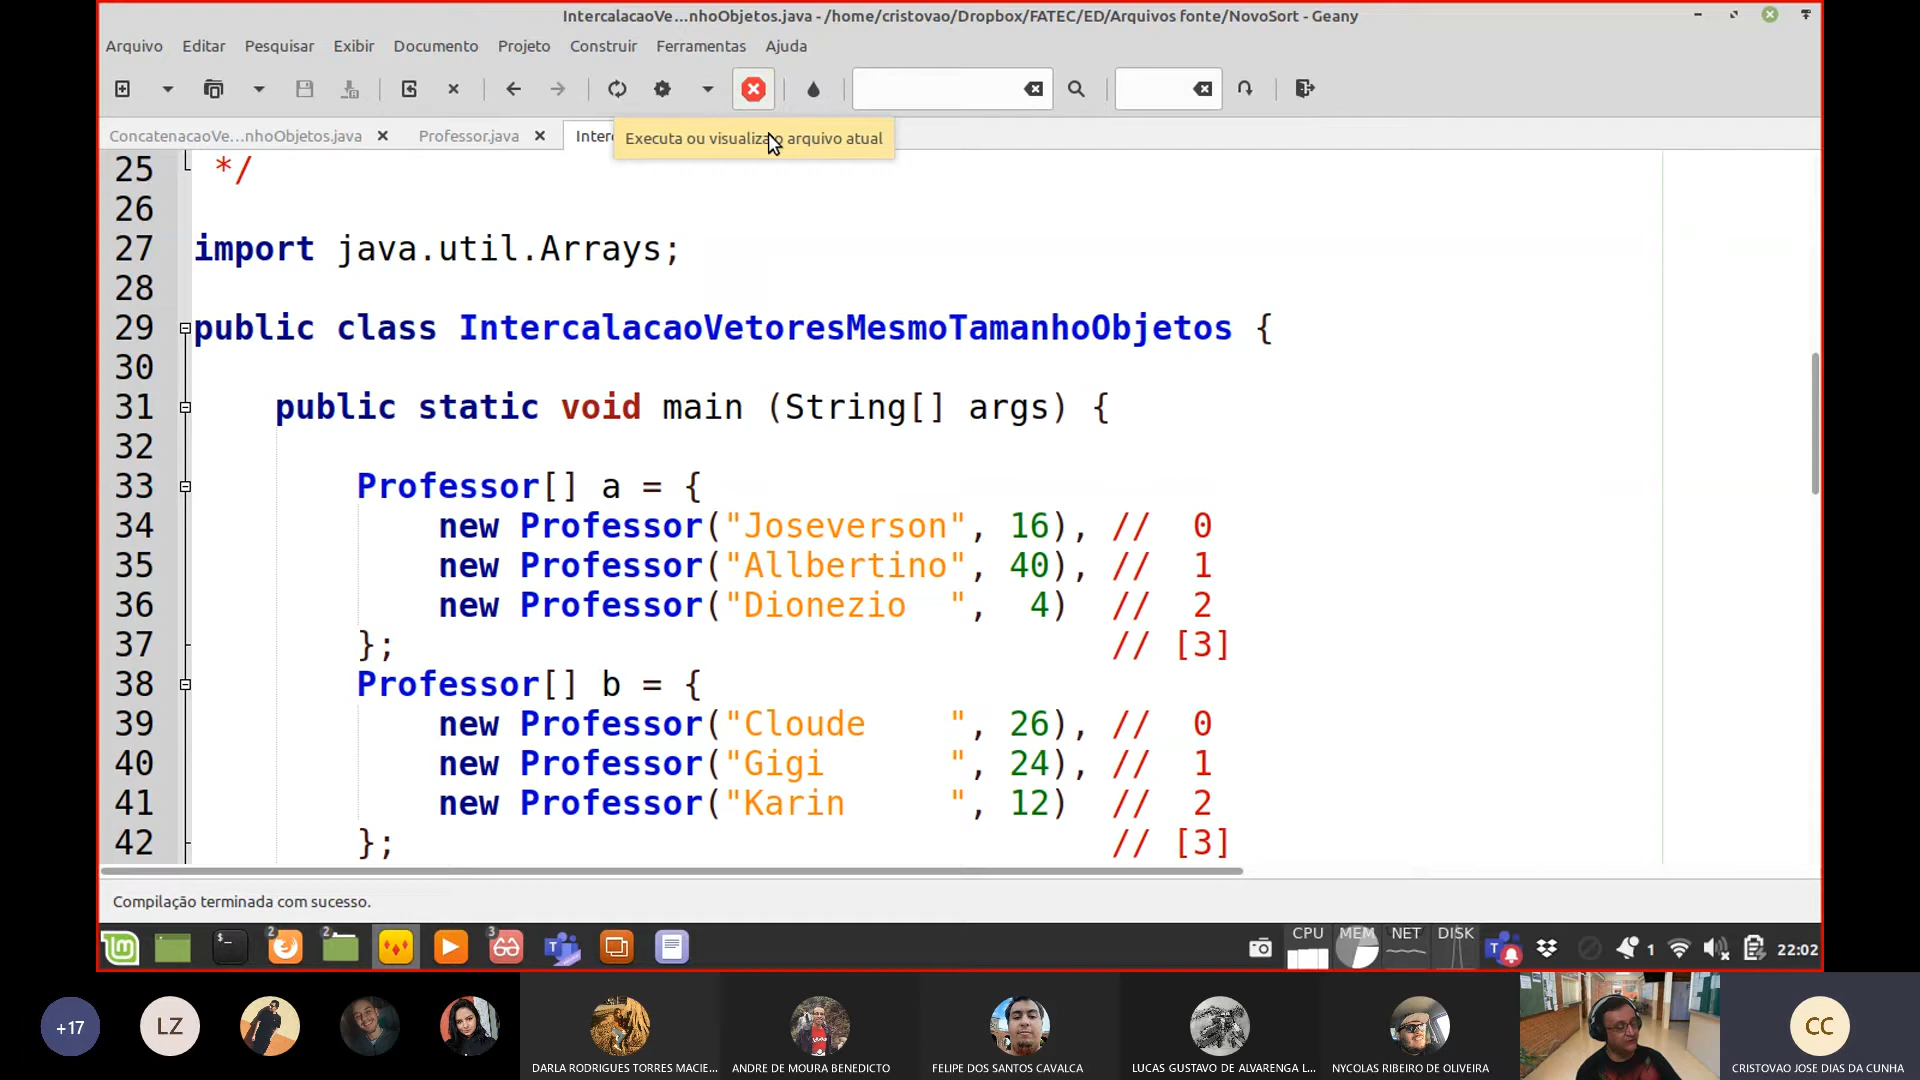 IntercalacaoVe...nhoObjetos.java - /home/cristovao/Dropbox/FATEC/ED/Arquivos fonte/NovoSort - Geany
Arquivo Editar Pesquisar Exibir Documento Projeto Construir Ferramentas Ajuda
ConcatenacaoVe...nhoObjetos.java Professor.java Interc
Executa ou visualiza o arquivo atual
25 */
26
27 import java.util.Arrays;
28
29 public class IntercalacaoVetoresMesmoTamanhoObjetos {
30
31 public static void main (String[] args) {
32
33 Professor[] a = {
34 new Professor("Joseverson", 16), // 0
35 new Professor("Allbertino", 40), // 1
36 new Professor("Dionezio  ",  4)  // 2
37 }; // [3]
38 Professor[] b = {
39 new Professor("Cloude    ", 26), // 0
40 new Professor("Gigi      ", 24), // 1
41 new Professor("Karin     ", 12)  // 2
42 }; // [3]
Compilação terminada com sucesso.
2 2 3 CPU MEM NET DISK 1 22:02
+17 LZ CC
DARLA RODRIGUES TORRES MACIE... ANDRE DE MOURA BENEDICTO FELIPE DOS SANTOS CAVALCA LUCAS GUSTAVO DE ALVARENGA L... NYCOLAS RIBEIRO DE OLIVEIRA CRISTOVAO JOSE DIAS DA CUNHA